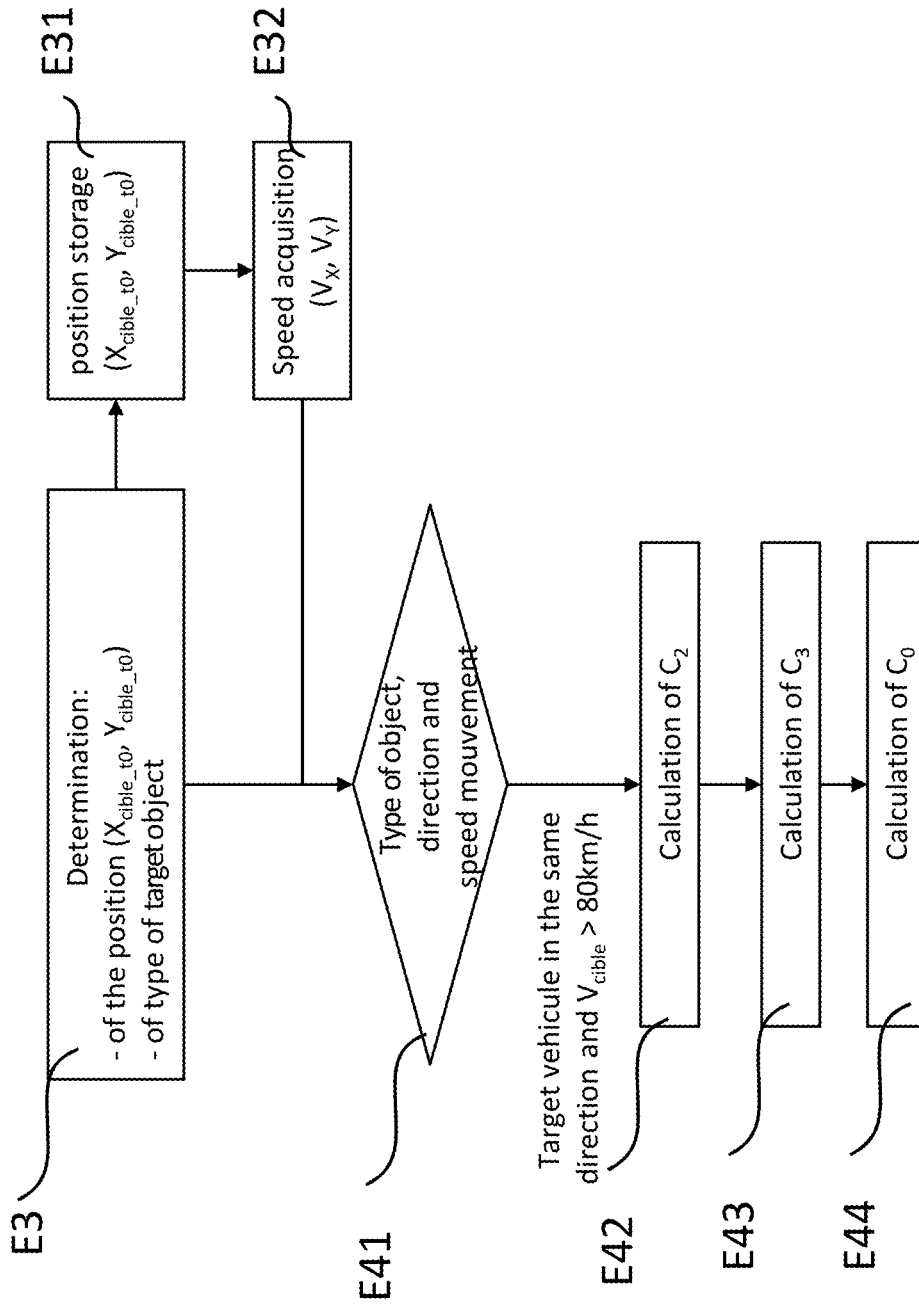 E3
Determination:
- of the position (X_cible_t0, Y_cible_t0)
- of type of target object
position storage
(X_cible_t0, Y_cible_t0)
E31
Speed acquisition
(V_X, V_Y)
E32
E41
Type of object,
direction and
speed mouvement
Target vehicule in the same
direction and V_cible > 80km/h
E42
Calculation of C_2
E43
Calculation of C_3
E44
Calculation of C_0